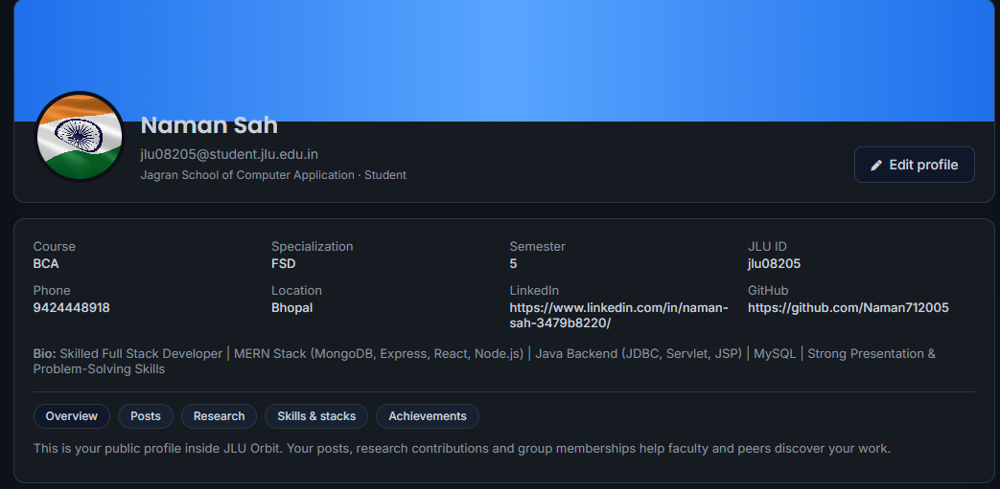 Naman Sah
jlu08205@student.jlu.edu.in
Jagran School of Computer Application · Student
Edit profile
Course
BCA
Specialization
FSD
Semester
5
JLU ID
jlu08205
Phone
9424448918
Location
Bhopal
LinkedIn
https://www.linkedin.com/in/naman-
sah-3479b8220/
GitHub
https://github.com/Naman712005
Bio: Skilled Full Stack Developer | MERN Stack (MongoDB, Express, React, Node.js) | Java Backend (JDBC, Servlet, JSP) | MySQL | Strong Presentation &
Problem-Solving Skills
Overview
Posts
Research
Skills & stacks
Achievements
This is your public profile inside JLU Orbit. Your posts, research contributions and group memberships help faculty and peers discover your work.